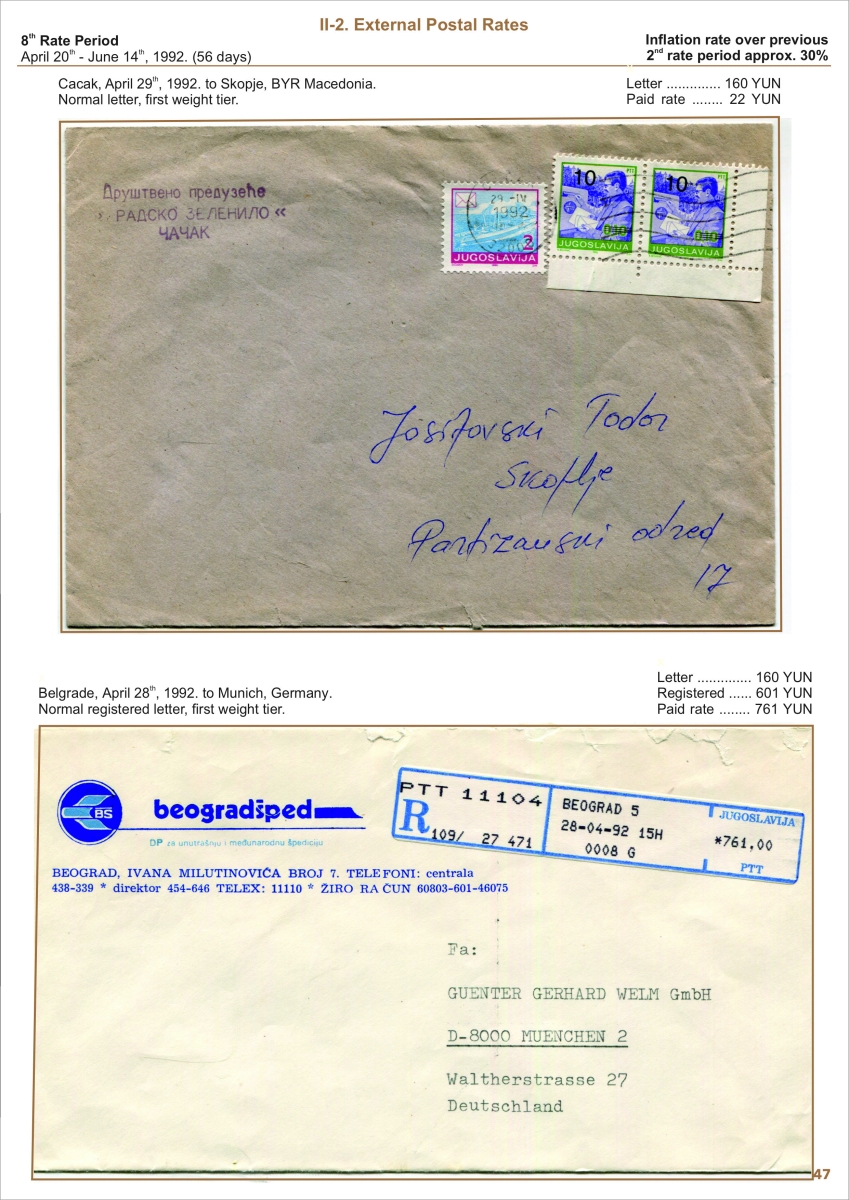 II-2. External Postal Rates
8th Rate Period
April 20th - June 14th, 1992. (56 days)
Inflation rate over previous
2nd rate period approx. 30%
Cacak, April 29th, 1992. to Skopje, BYR Macedonia.
Normal letter, first weight tier.
Letter .............. 160 YUN
Paid rate ........ 22 YUN
Друштвено предузеће
РАДСКО ЗЕЛЕНИЛО «
ЧАЧАК
29 -IV
1992
2
JUGOSLAVIJA
PTT
10
0.10
JUGOSLAVIJA
PTT
10
0.10
JUGOSLAVIJA
Josifovski Todor
Skoplje
Partizanski odred
17
Belgrade, April 28th, 1992. to Munich, Germany.
Normal registered letter, first weight tier.
Letter .............. 160 YUN
Registered ...... 601 YUN
Paid rate ........ 761 YUN
BS
beogradšped
DP za unutrašnju i međunarodnu špediciju
BEOGRAD, IVANA MILUTINOVIĆA BROJ 7. TELEFONI: centrala
438-339 * direktor 454-646 TELEX: 11110 * ŽIRO RAČUN 60803-601-46075
PTT 11104
R
109/ 27 471
BEOGRAD 5
28-04-92 15H
0008 G
JUGOSLAVIJA
*761,00
PTT
Fa:
GUENTER GERHARD WELM GmbH
D-8000 MUENCHEN 2
Waltherstrasse 27
Deutschland
47